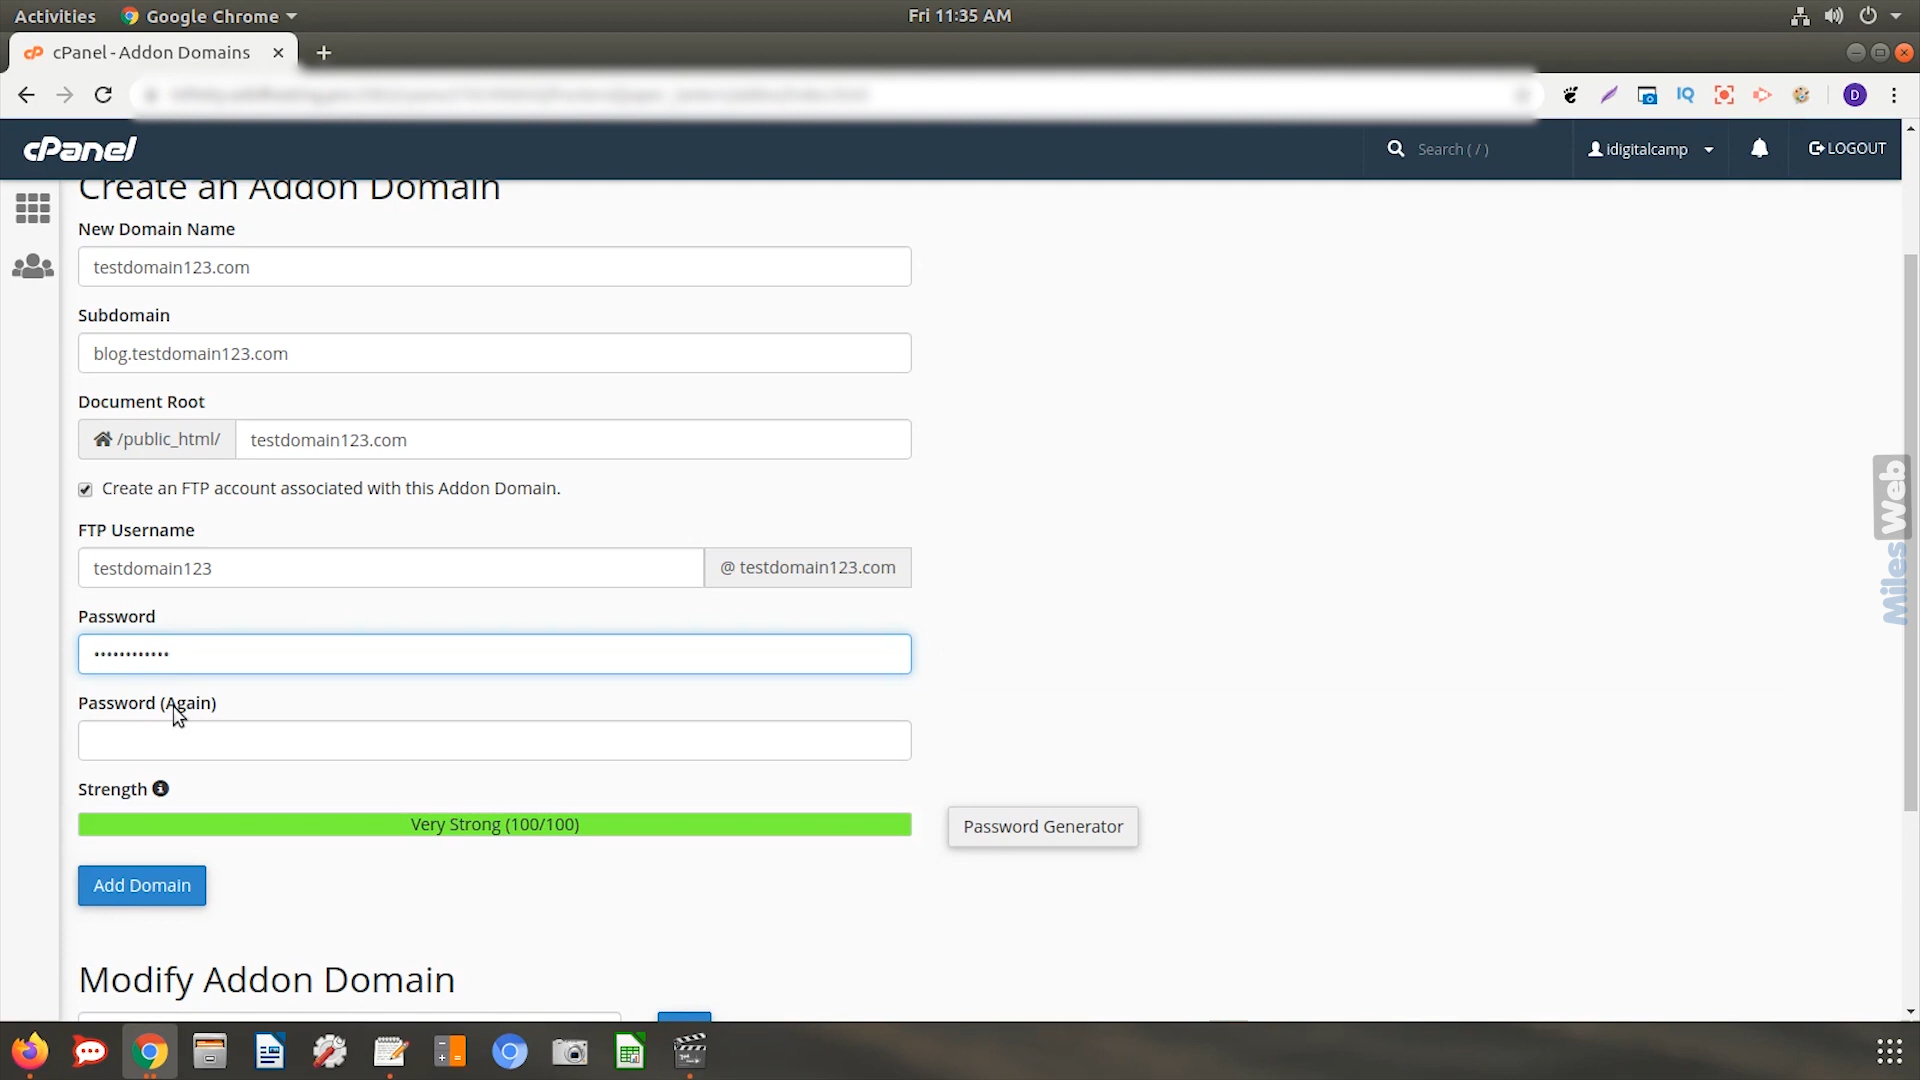 Activities
Google Chrome
Fri 11:35 AM
cPanel - Addon Domains
cPanel
Search ( / )
idigitalcamp
LOGOUT
Create an Addon Domain
New Domain Name
testdomain123.com
Subdomain
blog.testdomain123.com
Document Root
/public_html/
testdomain123.com
Create an FTP account associated with this Addon Domain.
FTP Username
testdomain123
@ testdomain123.com
Password
Password (Again)
Strength
Very Strong (100/100)
Password Generator
Add Domain
Modify Addon Domain
MilesWeb
IQ
D